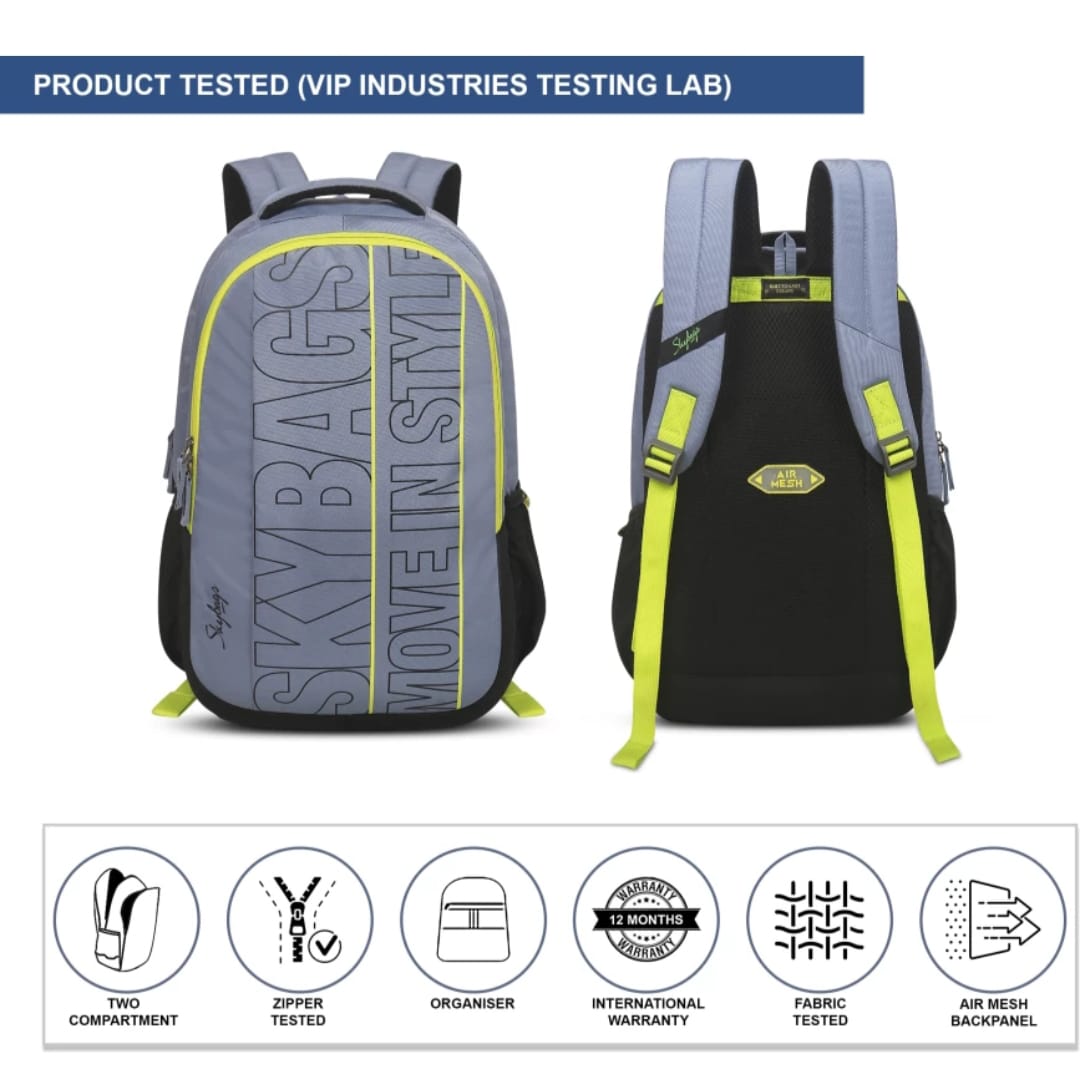 PRODUCT TESTED (VIP INDUSTRIES TESTING LAB)
SKYBAGS
MOVE IN STYLE
Skybags
Skybags
AIR
MESH
WARRANTY
12 MONTHS
WARRANTY
TWO
COMPARTMENT
ZIPPER
TESTED
ORGANISER
INTERNATIONAL
WARRANTY
FABRIC
TESTED
AIR MESH
BACKPANEL